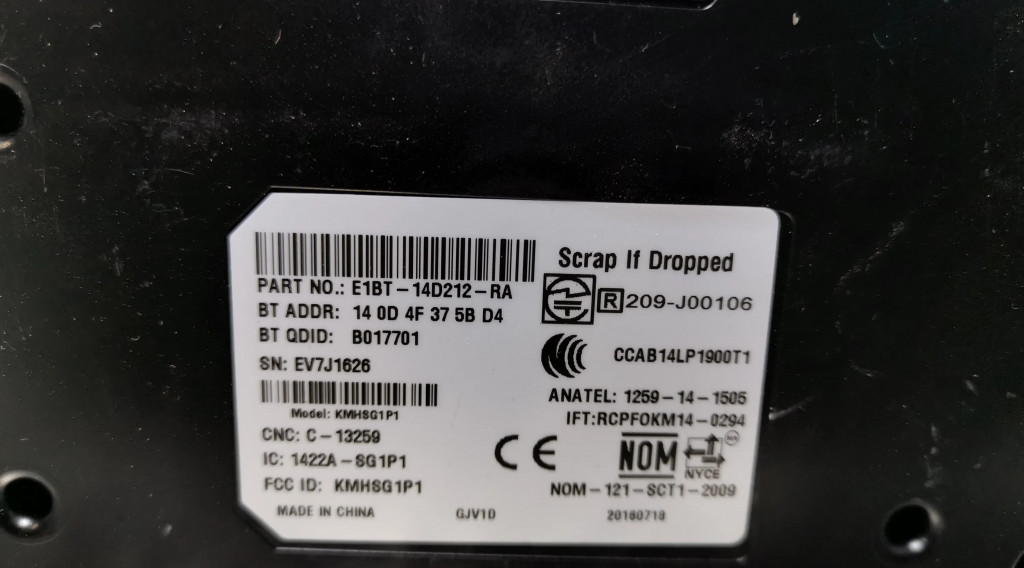 Scrap If Dropped
PART NO.: E1BT-14D212-RA
R 209-J00106
BT ADDR: 14 0D 4F 37 5B D4
BT QDID: B017701
CCAB14LP1900T1
SN: EV7J1626
ANATEL: 1259-14-1505
Model: KMHSG1P1
IFT:RCPFOKM14-0294
CNC: C-13259
CE
NOM
NYCE
IC: 1422A-SG1P1
FCC ID: KMHSG1P1
NOM-121-SCT1-2009
MADE IN CHINA
GJV1D
20160718